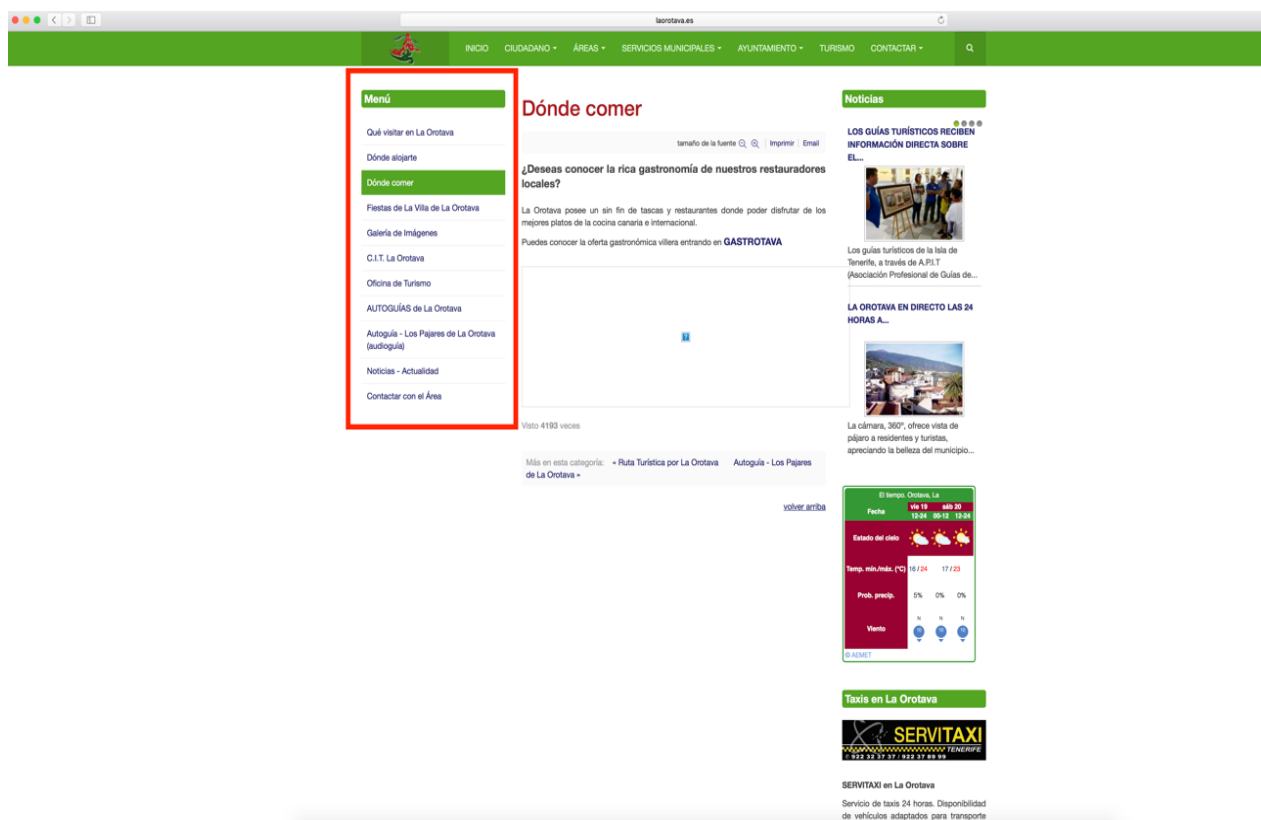 laorotava.es
INICIO CIUDADANO ÁREAS SERVICIOS MUNICIPALES AYUNTAMIENTO TURISMO CONTACTAR
Menú
Qué visitar en La Orotava
Dónde alojarte
Dónde comer
Fiestas de La Villa de La Orotava
Galería de Imágenes
C.I.T. La Orotava
Oficina de Turismo
AUTOGUÍAS de La Orotava
Autoguía - Los Pajares de La Orotava
(audioguía)
Noticias - Actualidad
Contactar con el Área
Dónde comer
tamaño de la fuente Imprimir Email
¿Deseas conocer la rica gastronomía de nuestros restauradores
locales?
La Orotava posee un sin fin de tascas y restaurantes donde poder disfrutar de los
mejores platos de la cocina canaria e internacional.
Puedes conocer la oferta gastronómica villera entrando en GASTROTAVA
?
Visto 4193 veces
Más en esta categoría: « Ruta Turística por La Orotava Autoguía - Los Pajares
de La Orotava »
volver arriba
Noticias
LOS GUÍAS TURÍSTICOS RECIBEN
INFORMACIÓN DIRECTA SOBRE
EL...
Los guías turísticos de la Isla de
Tenerife, a través de A.P.I.T
(Asociación Profesional de Guías de...
LA OROTAVA EN DIRECTO LAS 24
HORAS A...
La cámara, 360º, ofrece vista de
pájaro a residentes y turistas,
apreciando la belleza del municipio...
El tiempo. Orotava, La
Fecha vie 19 sáb 20
12-24 00-12 12-24
Estado del cielo
Temp. mín./máx. (°C) 16 / 24 17 / 23
Prob. precip. 5% 0% 0%
Viento N N N
10 10 10
© AEMET
Taxis en La Orotava
SERVITAXI
TENERIFE
922 32 37 37 / 922 37 89 99
SERVITAXI en La Orotava
Servicio de taxis 24 horas. Disponibilidad
de vehículos adaptados para transporte